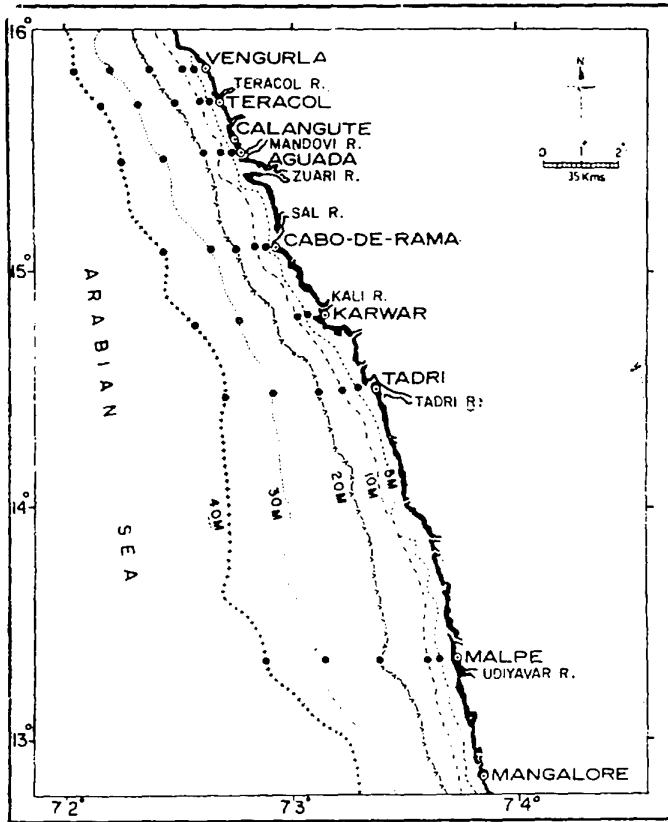 16°
VENGURLA
TERACOL R.
TERACOL
CALANGUTE
MANDOVI R.
AGUADA
ZUARI R.
SAL R.
CABO-DE-RAMA
N
0 1° 2°
35 Kms
15°
ARABIAN
SEA
KALI R.
KARWAR
TADRI
TADRI R.
14°
40M
30M
20M
10M
5M
MALPE
UDIYAVAR R.
13°
MANGALORE
72°
73°
74°